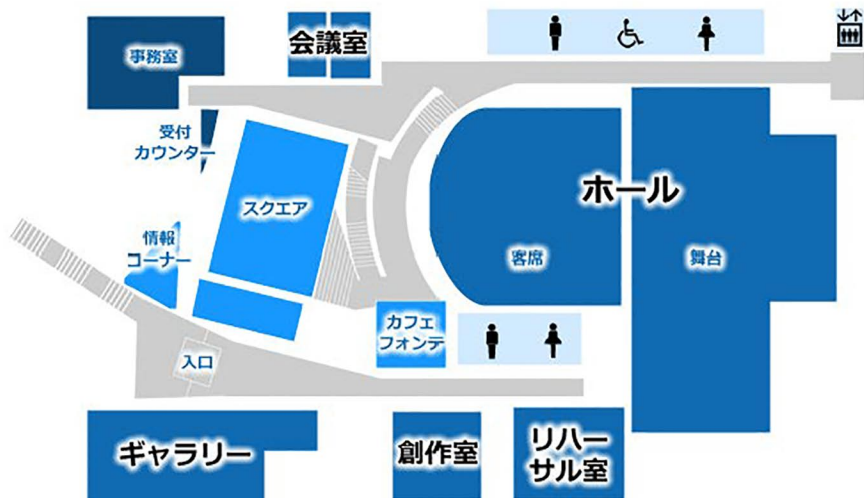 会議室
事務室
受付
カウンター
スクエア
ホール
情報
コーナー
客席
舞台
カフェ
フォンテ
入口
ギャラリー
創作室
リハー
サル室